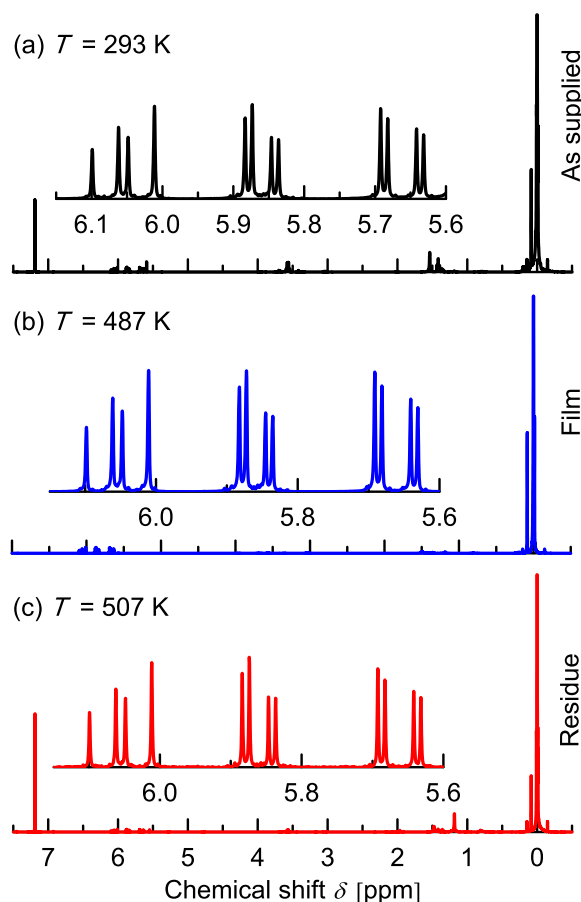 (a) T = 293 K
As supplied
6.1 6.0 5.9 5.8 5.7 5.6
(b) T = 487 K
Film
6.0 5.8 5.6
(c) T = 507 K
Residue
6.0 5.8 5.6
7 6 5 4 3 2 1 0
Chemical shift δ [ppm]